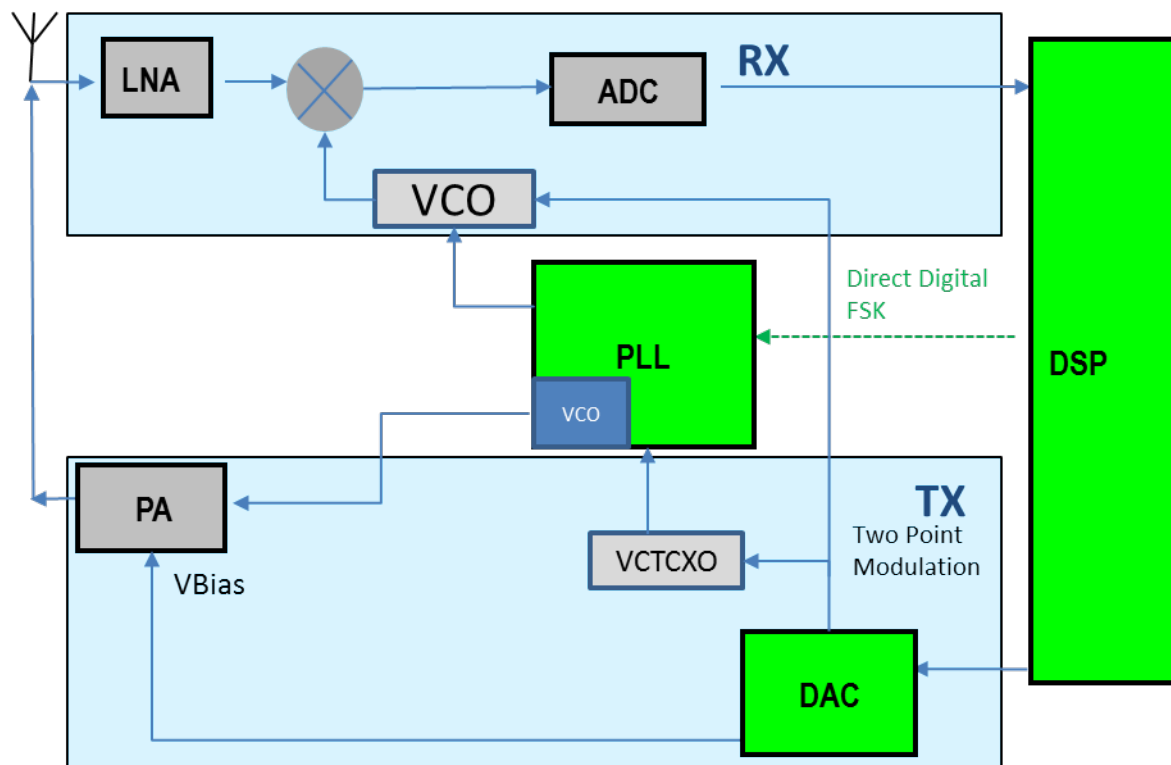 LNA
ADC
RX
VCO
Direct Digital
FSK
PLL
DSP
VCO
PA
TX
VCTCXO
Two Point
Modulation
VBias
DAC